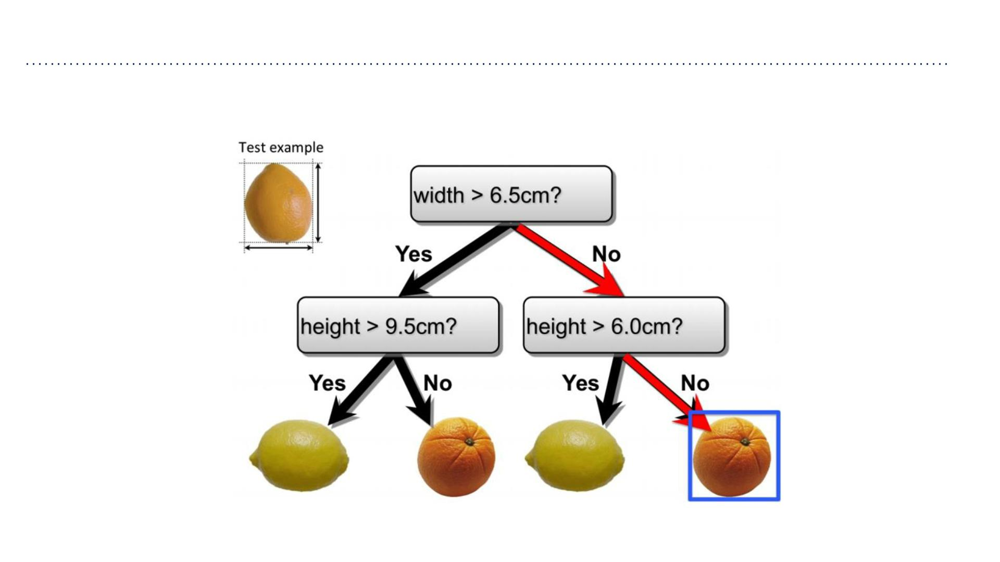 Test example
width > 6.5cm?
Yes
No
height > 9.5cm?
height > 6.0cm?
Yes
No
Yes
No